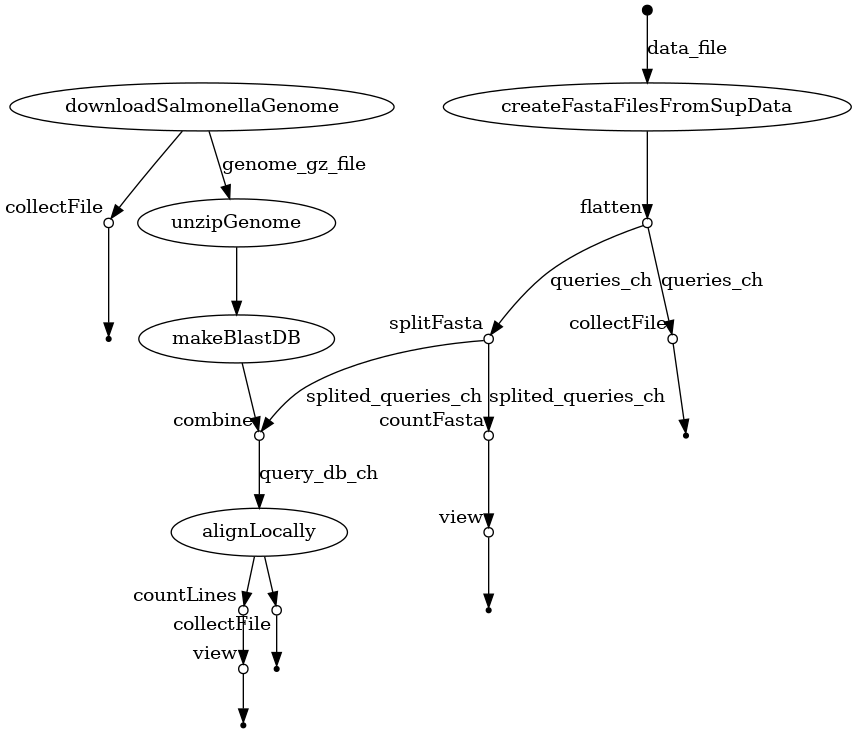 data_file
downloadSalmonellaGenome
createFastaFilesFromSupData
genome_gz_file
collectFile
flatten
unzipGenome
queries_ch
queries_ch
splitFasta
collectFile
makeBlastDB
splited_queries_ch
splited_queries_ch
combine
countFasta
query_db_ch
view
alignLocally
countLines
collectFile
view